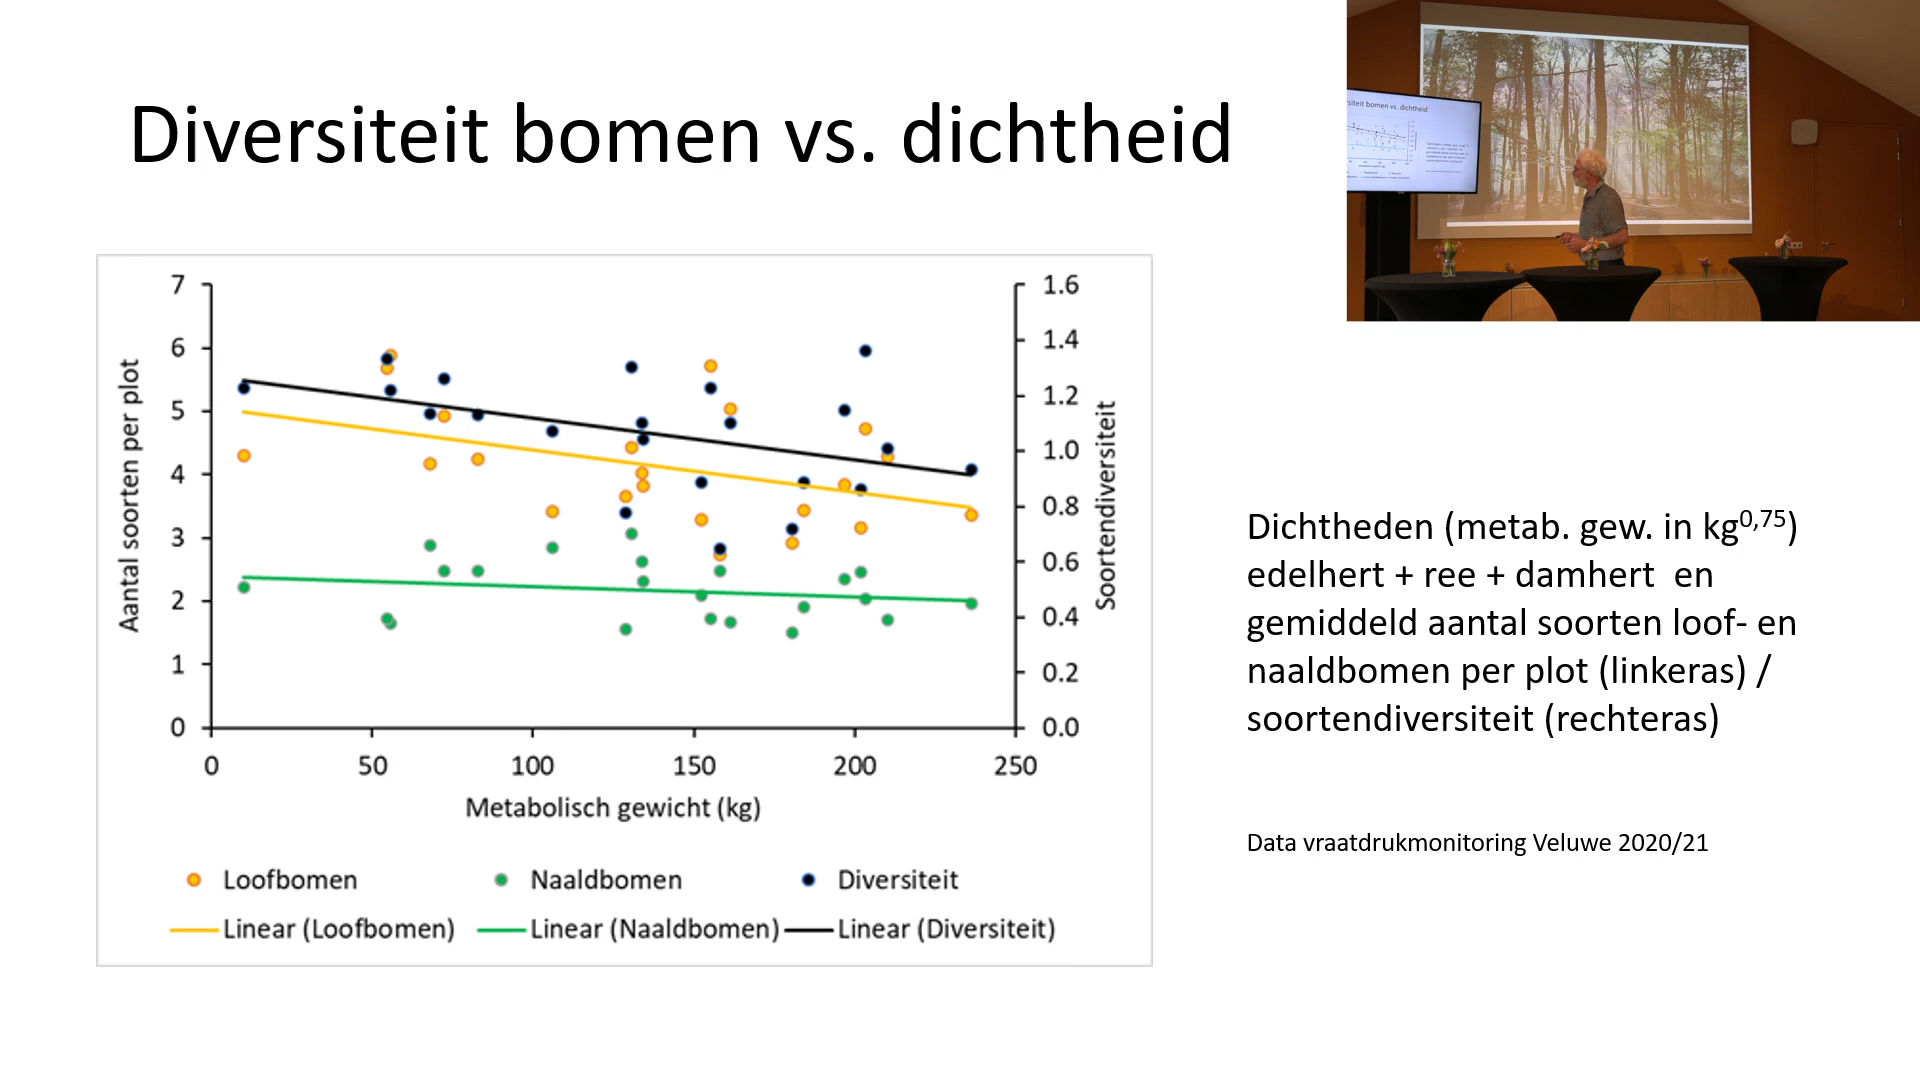 Diversiteit bomen vs. dichtheid
siteit bomen vs. dichtheid
7
6
5
4
3
2
1
0
Aantal soorten per plot
1.6
1.4
1.2
1.0
0.8
0.6
0.4
0.2
0.0
Soortendiversiteit
0 50 100 150 200 250
Metabolisch gewicht (kg)
Loofbomen Naaldbomen Diversiteit
Linear (Loofbomen) Linear (Naaldbomen) Linear (Diversiteit)
Dichtheden (metab. gew. in kg⁰,⁷⁵)
edelhert + ree + damhert en
gemiddeld aantal soorten loof- en
naaldbomen per plot (linkeras) /
soortendiversiteit (rechteras)
Data vraatdrukmonitoring Veluwe 2020/21